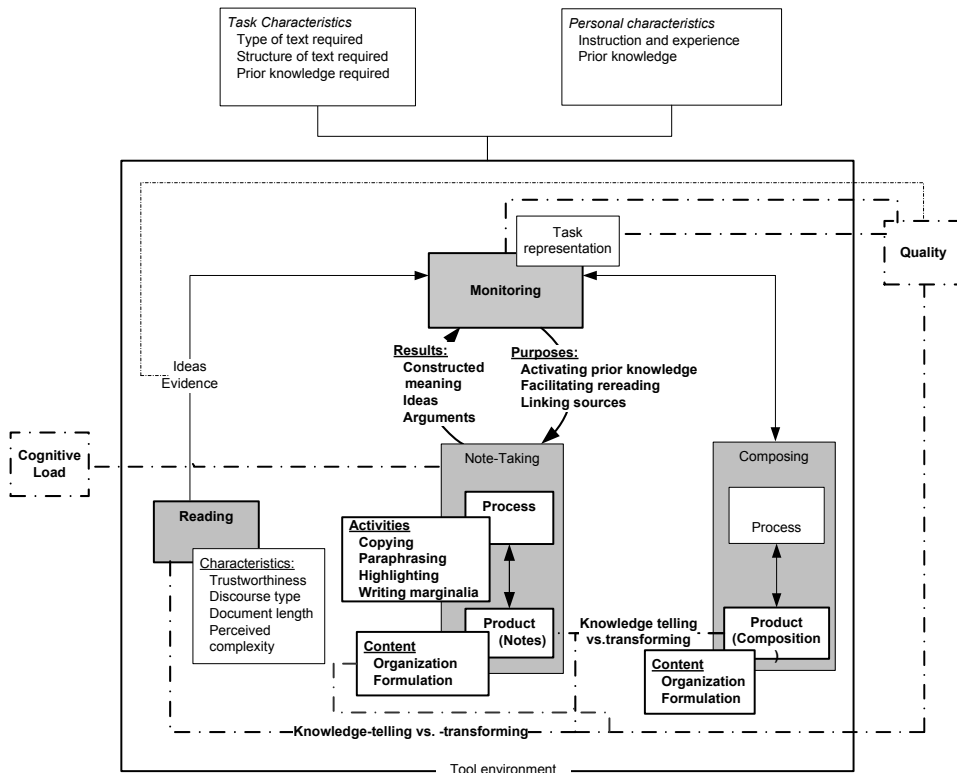 Task Characteristics
Type of text required
Structure of text required
Prior knowledge required
Personal characteristics
Instruction and experience
Prior knowledge
Task
representation
Quality
Monitoring
Results:
Constructed
meaning
Ideas
Arguments
Purposes:
Activating prior knowledge
Facilitating rereading
Linking sources
Ideas
Evidence
Cognitive
Load
Note-Taking
Composing
Reading
Process
Process
Activities
Copying
Paraphrasing
Highlighting
Writing marginalia
Characteristics:
Trustworthiness
Discourse type
Document length
Perceived
complexity
Product
(Notes)
Knowledge telling
vs.transforming
Product
(Composition
)
Content
Organization
Formulation
Content
Organization
Formulation
Knowledge-telling vs. -transforming
Tool environment